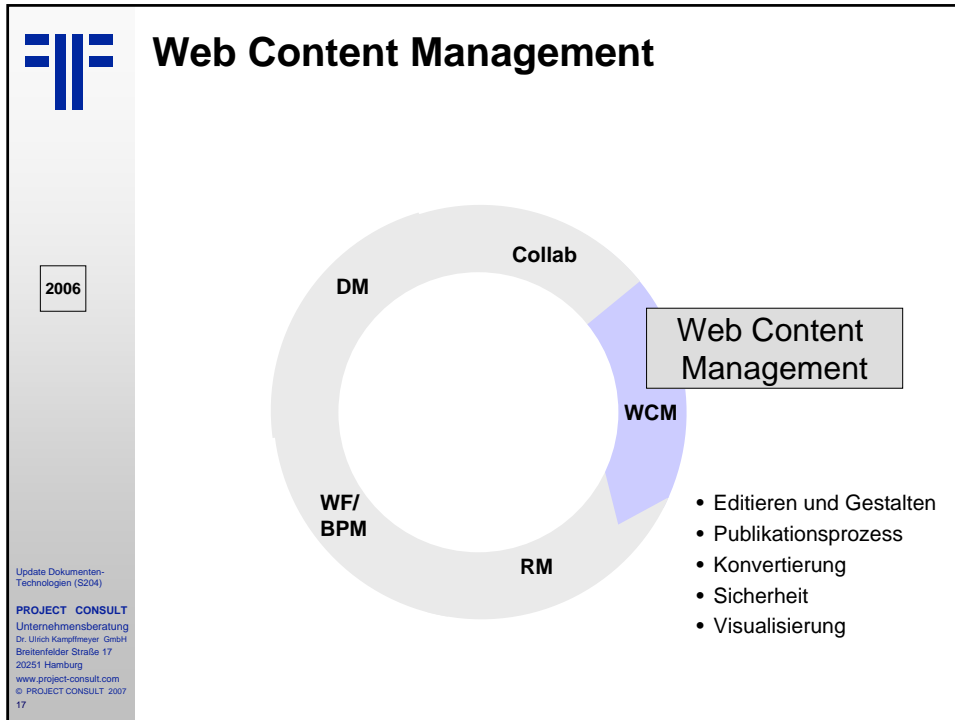 Web Content Management
2006
Collab
DM
Web Content
Management
WCM
WF/
BPM
RM
• Editieren und Gestalten
• Publikationsprozess
• Konvertierung
• Sicherheit
• Visualisierung
Update Dokumenten-
Technologien (S204)
PROJECT CONSULT
Unternehmensberatung
Dr. Ulrich Kampffmeyer GmbH
Breitenfelder Straße 17
20251 Hamburg
www.project-consult.com
© PROJECT CONSULT 2007
17